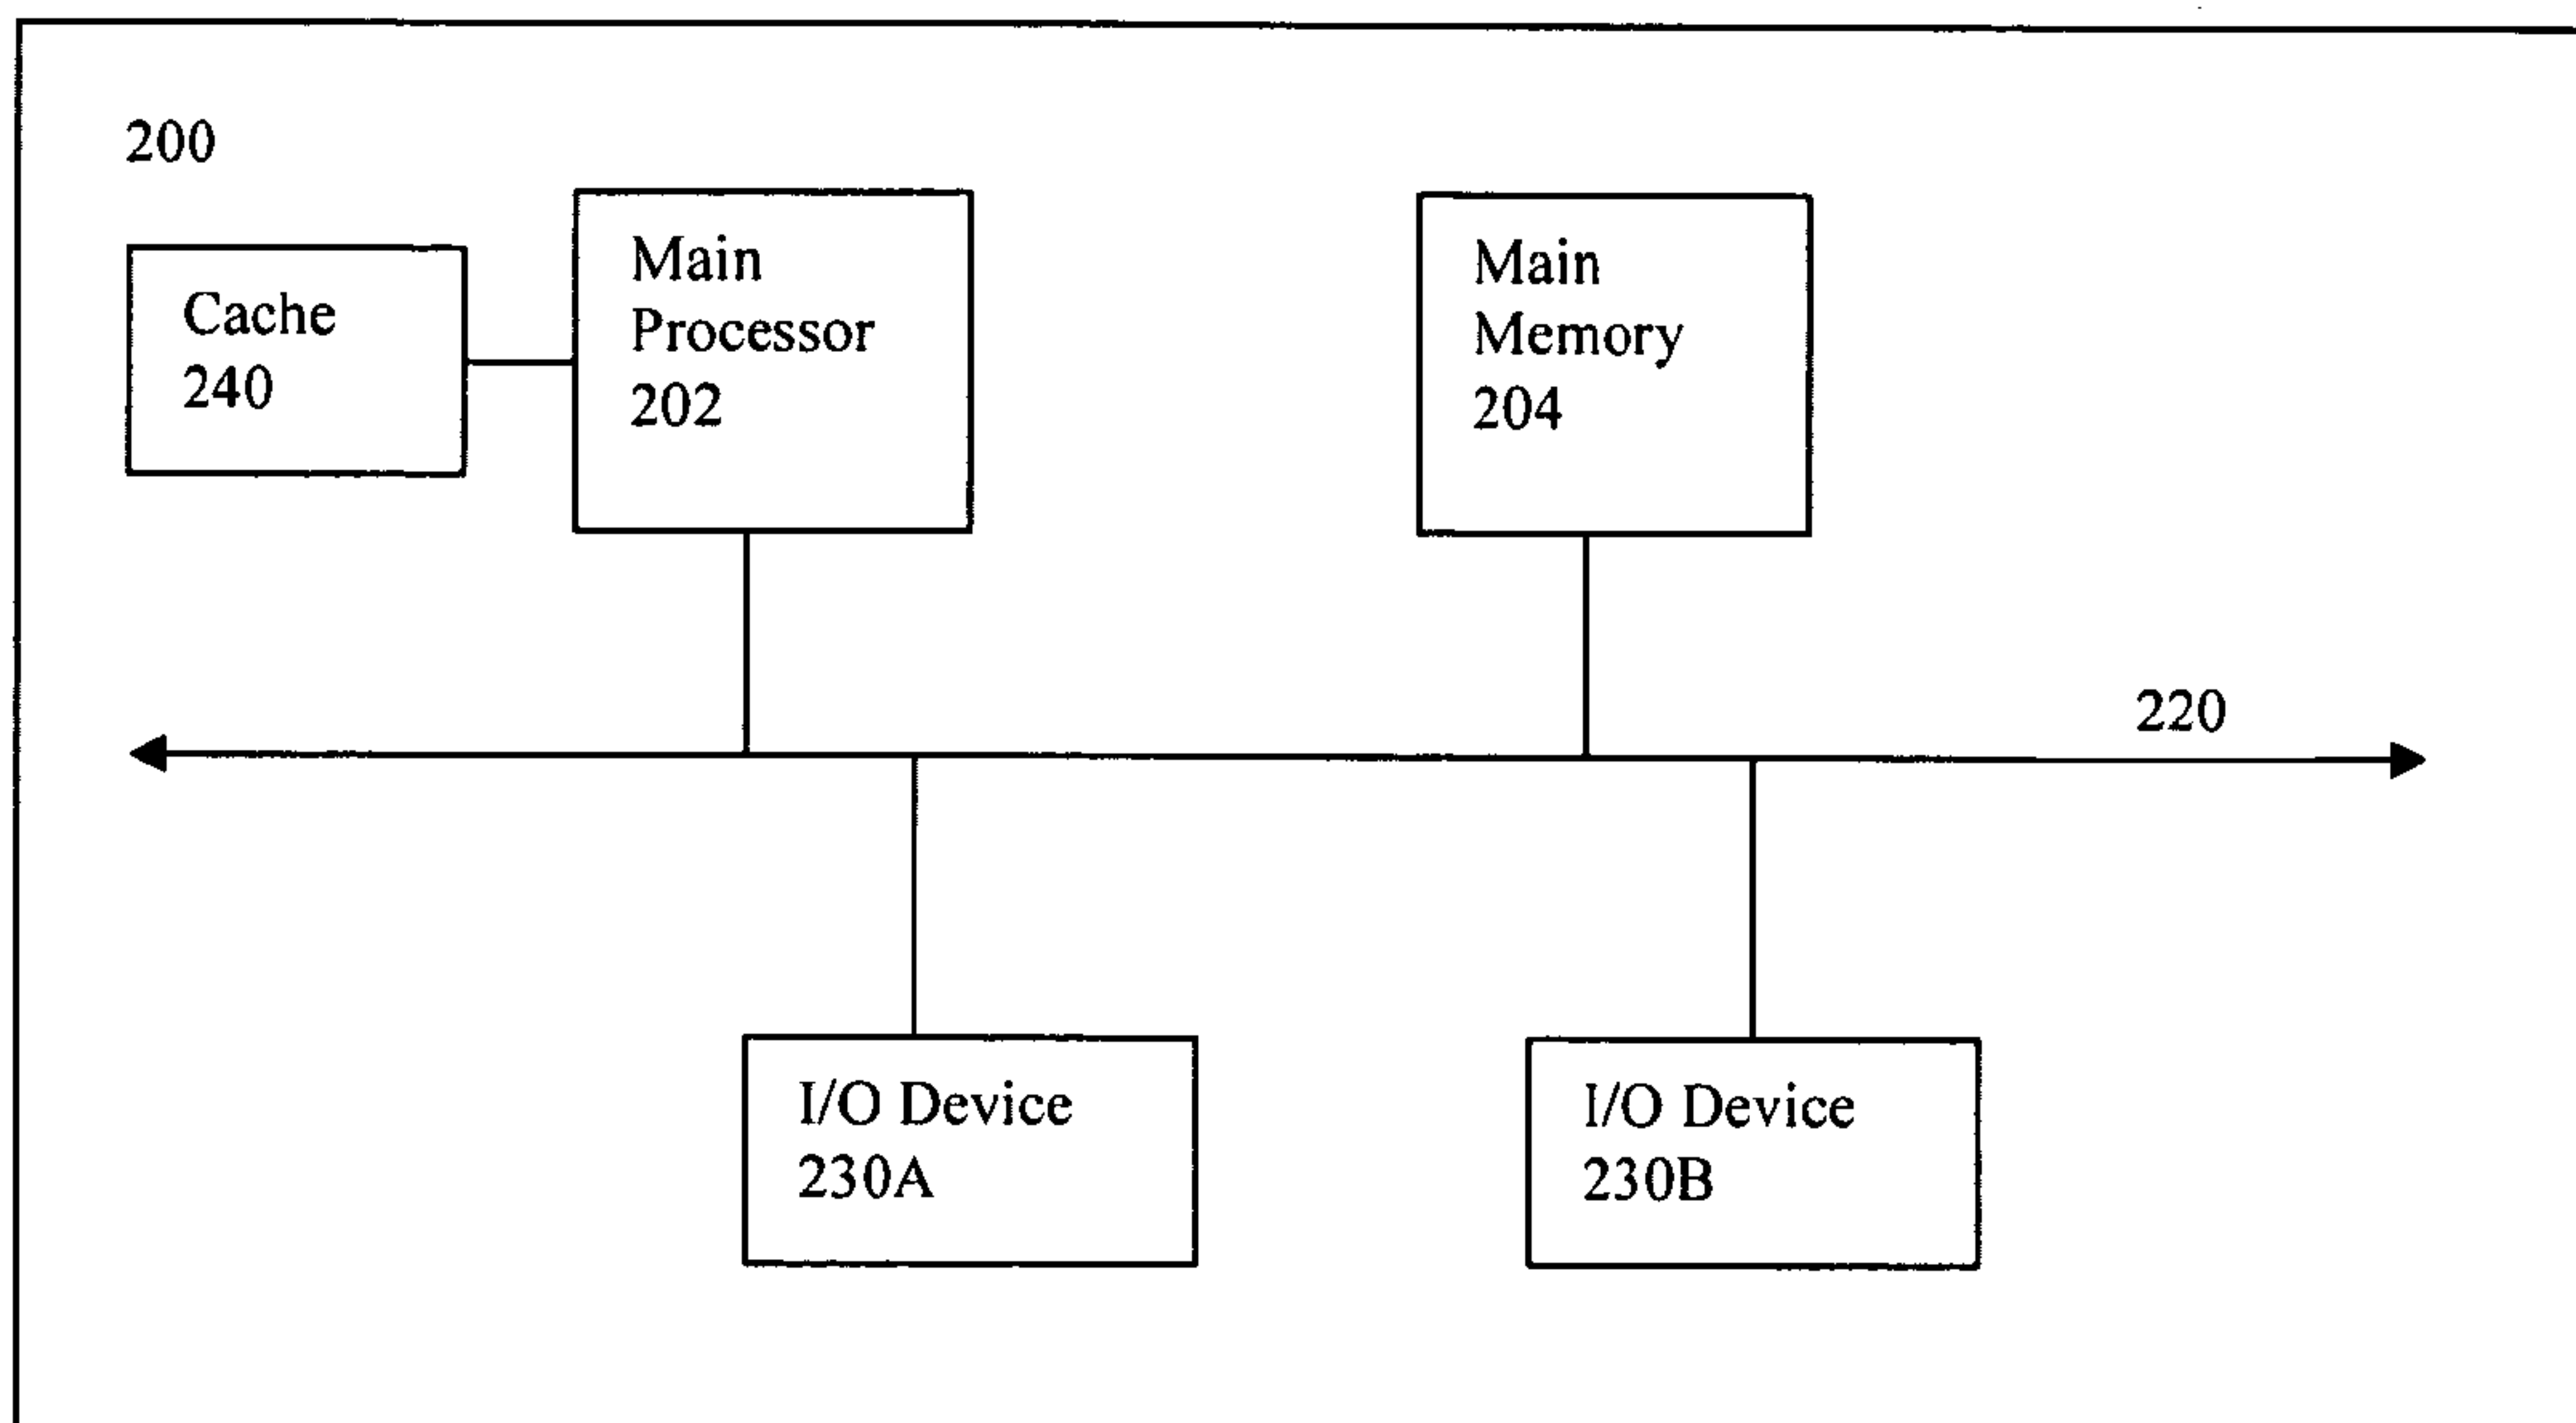 200
Cache
240
Main
Processor
202
Main
Memory
204
220
I/O Device
230A
I/O Device
230B